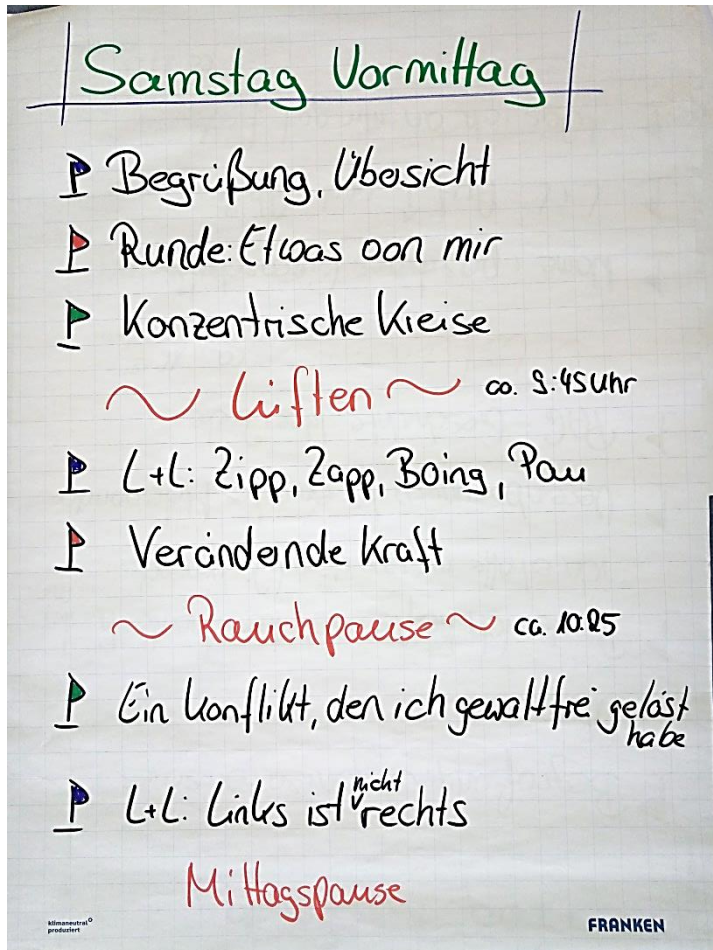 Samstag Vormittag
Begrüßung, Übersicht
Runde: Etwas von mir
Konzentrische Kreise
~ Lüften ~ ca. 9:45 Uhr
L+L: Zipp, Zapp, Boing, Pau
Verändernde Kraft
~ Rauchpause ~ ca. 10:25
Ein Konflikt, den ich gewaltfrei gelöst
habe
L+L: Links ist nicht rechts
Mittagspause
klimaneutral
produziert
FRANKEN